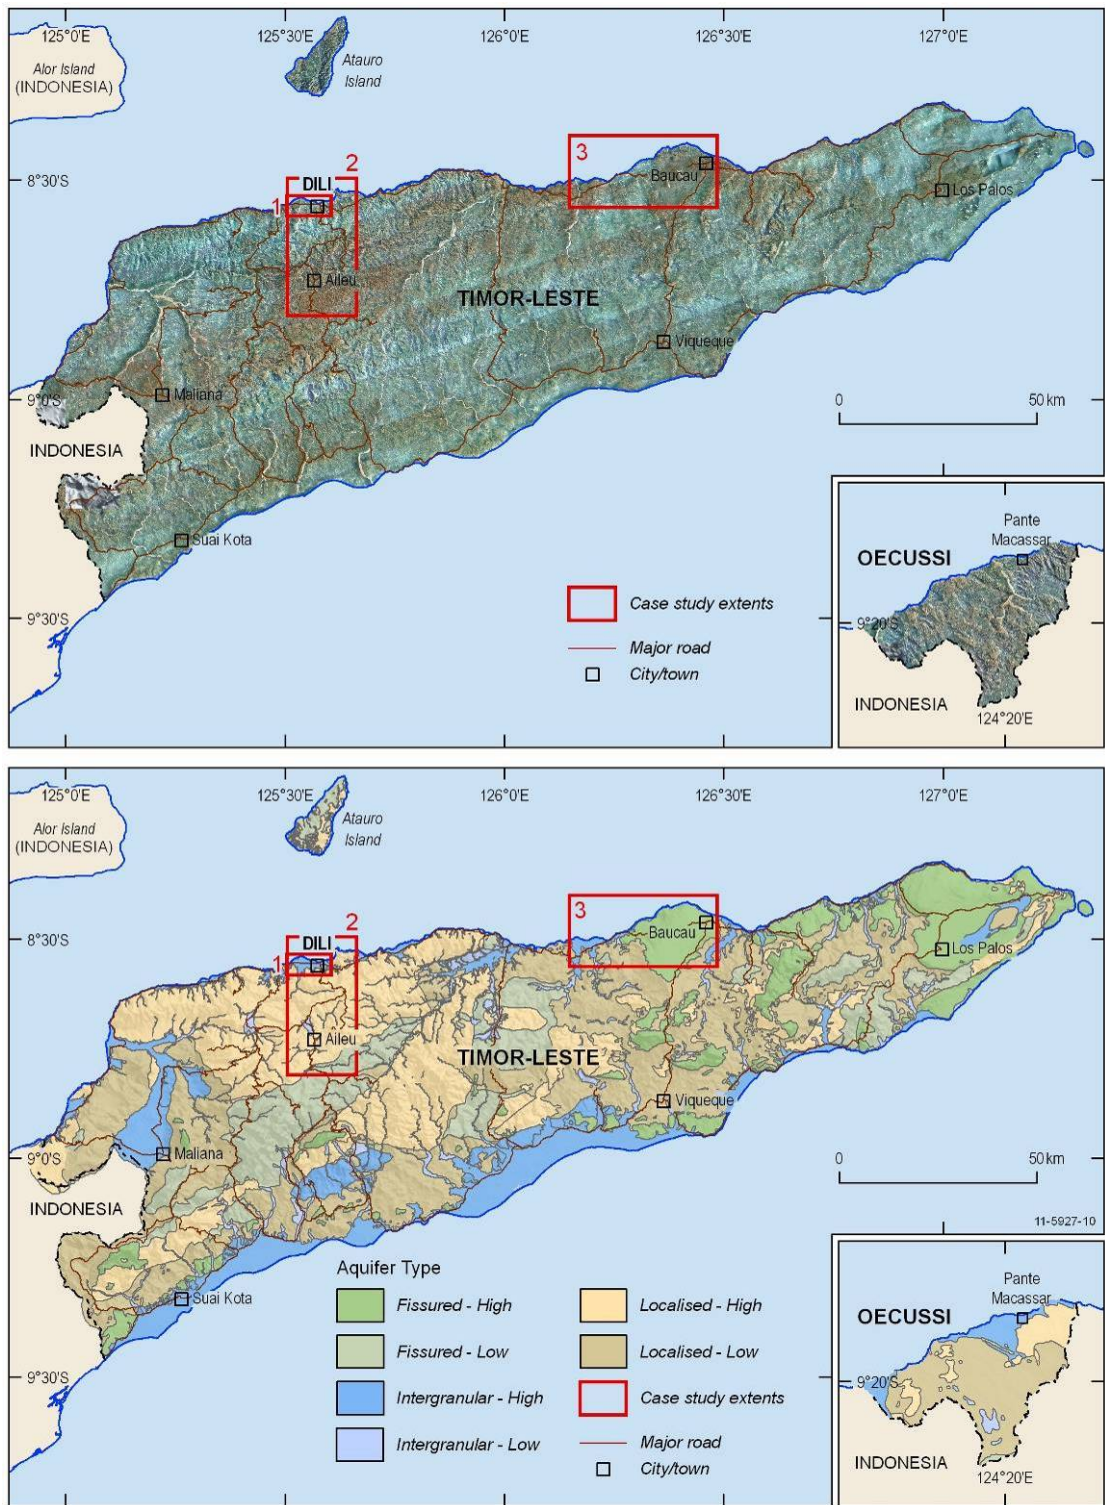 125°0'E
125°30'E
126°0'E
126°30'E
127°0'E
Alor Island
(INDONESIA)
Atauro
Island
8°30'S
DILI
2
1
3
Baucau
Los Palos
Aileu
TIMOR-LESTE
Viqueque
Maliana
9°0'S
0
50 km
INDONESIA
Suai Kota
9°30'S
Case study extents
Major road
City/town
Pante
Macassar
OECUSSI
9°20'S
INDONESIA
124°20'E
125°0'E
125°30'E
126°0'E
126°30'E
127°0'E
Alor Island
(INDONESIA)
Atauro
Island
8°30'S
DILI
2
1
3
Baucau
Los Palos
Aileu
TIMOR-LESTE
Viqueque
Maliana
9°0'S
0
50 km
INDONESIA
11-5927-10
Suai Kota
9°30'S
Aquifer Type
Fissured - High
Fissured - Low
Intergranular - High
Intergranular - Low
Localised - High
Localised - Low
Case study extents
Major road
City/town
Pante
Macassar
OECUSSI
9°20'S
INDONESIA
124°20'E